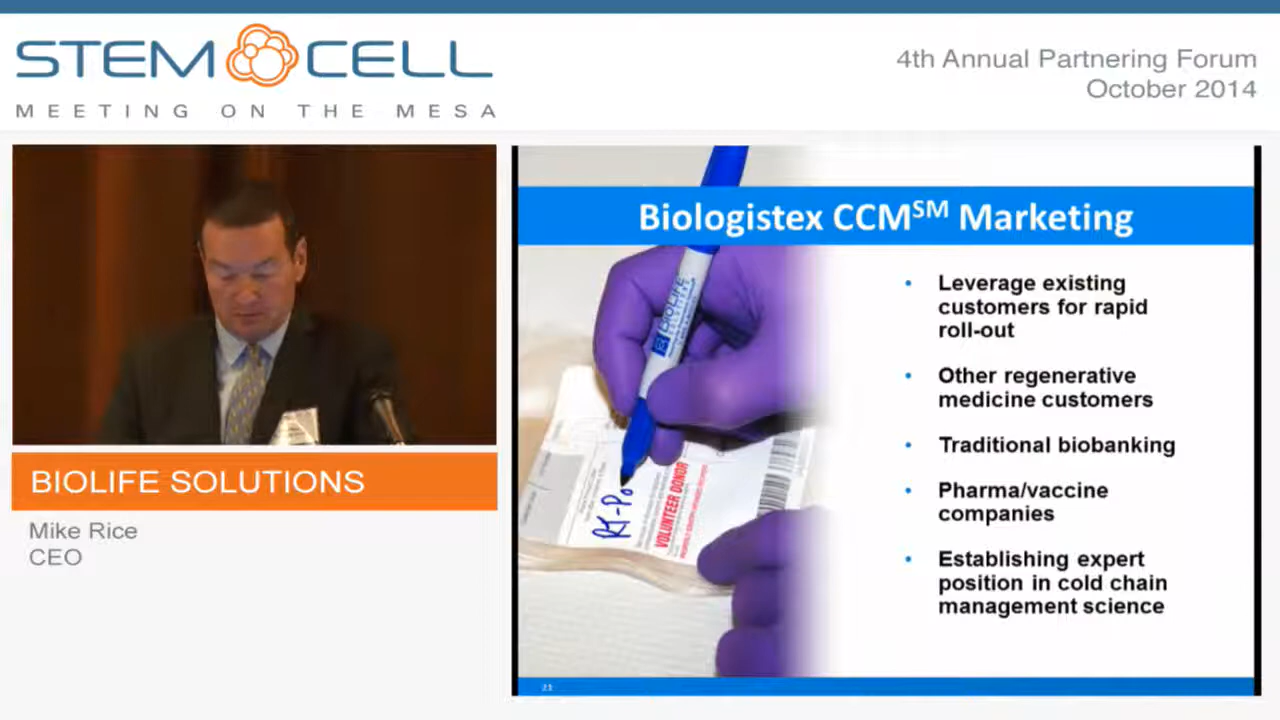 STEM CELL
MEETING ON THE MESA
4th Annual Partnering Forum
October 2014
BIOLIFE SOLUTIONS
Mike Rice
CEO
Biologistex CCMSM Marketing
• Leverage existing
customers for rapid
roll-out
• Other regenerative
medicine customers
• Traditional biobanking
• Pharma/vaccine
companies
• Establishing expert
position in cold chain
management science
BIOLIFE
SOLUTIONS
VOLUNTEER DONOR
21